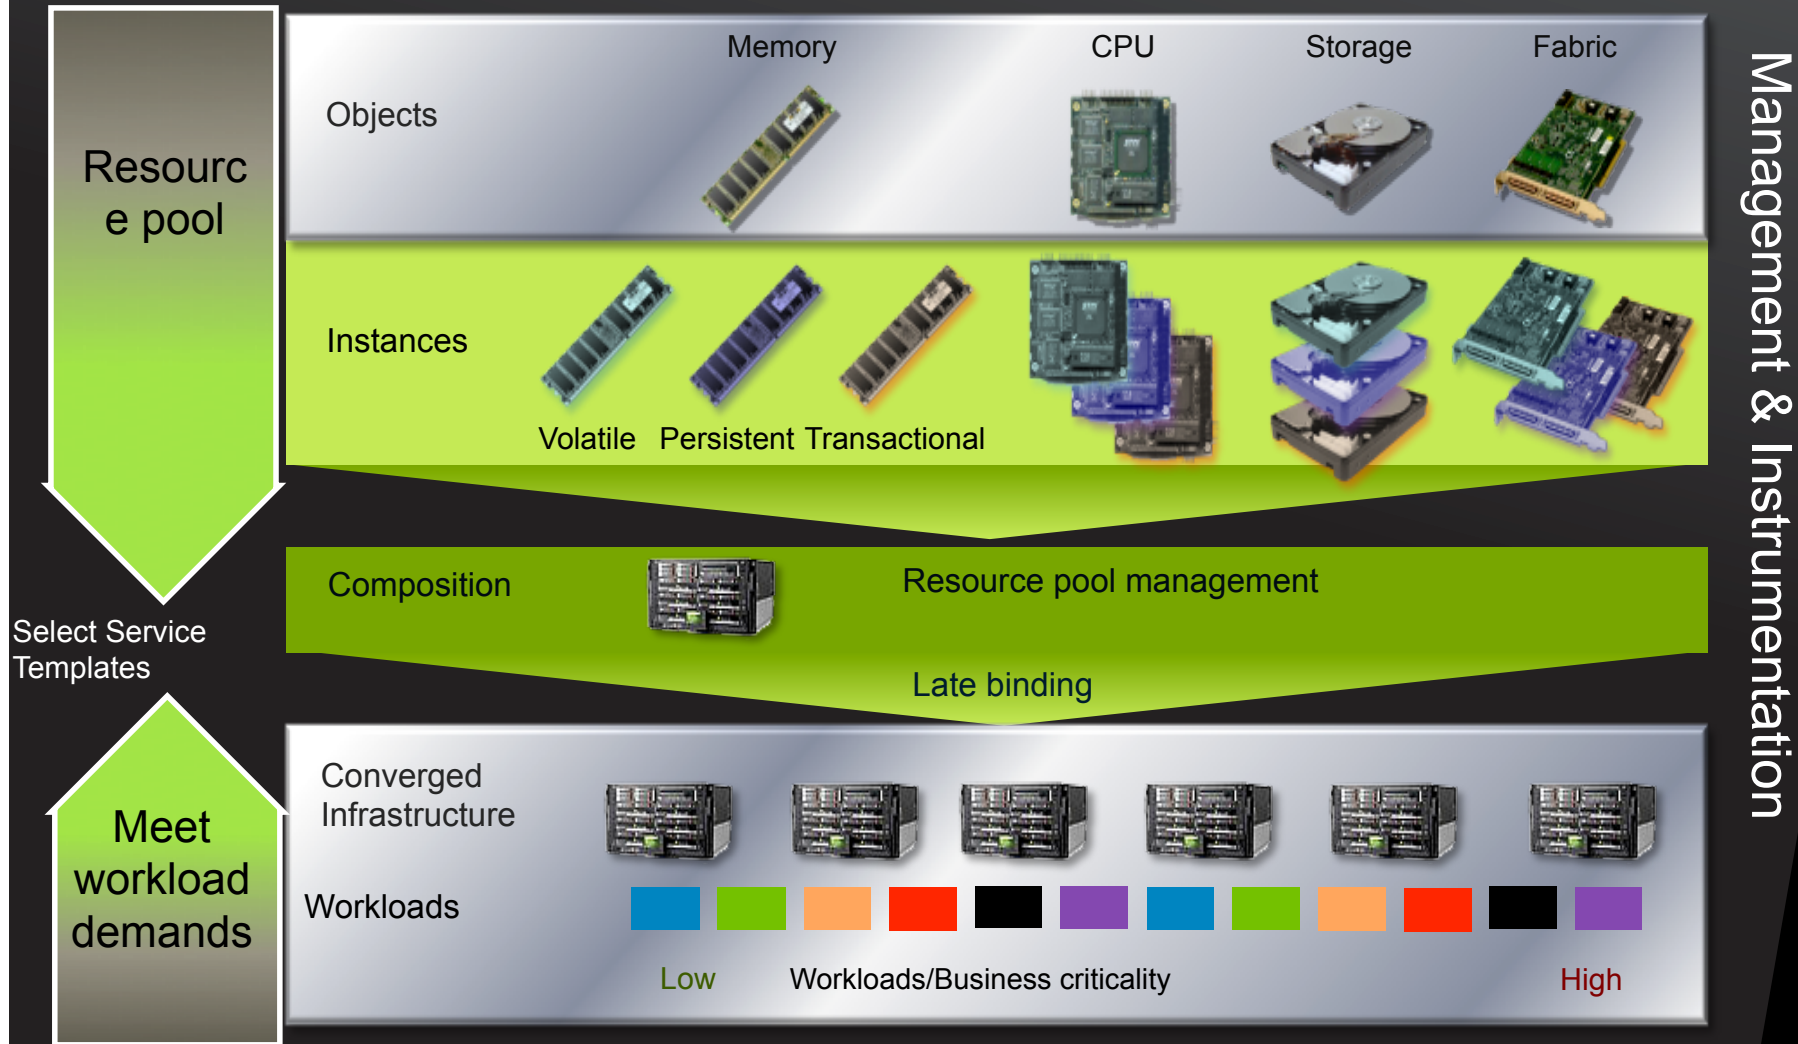 Memory
CPU
Storage
Fabric
Objects
Resourc
e pool
Instances
Volatile
Persistent
Transactional
Composition
Resource pool management
Select Service
Templates
Late binding
Converged
Infrastructure
Meet
workload
demands
Workloads
Low
Workloads/Business criticality
High
Management & Instrumentation